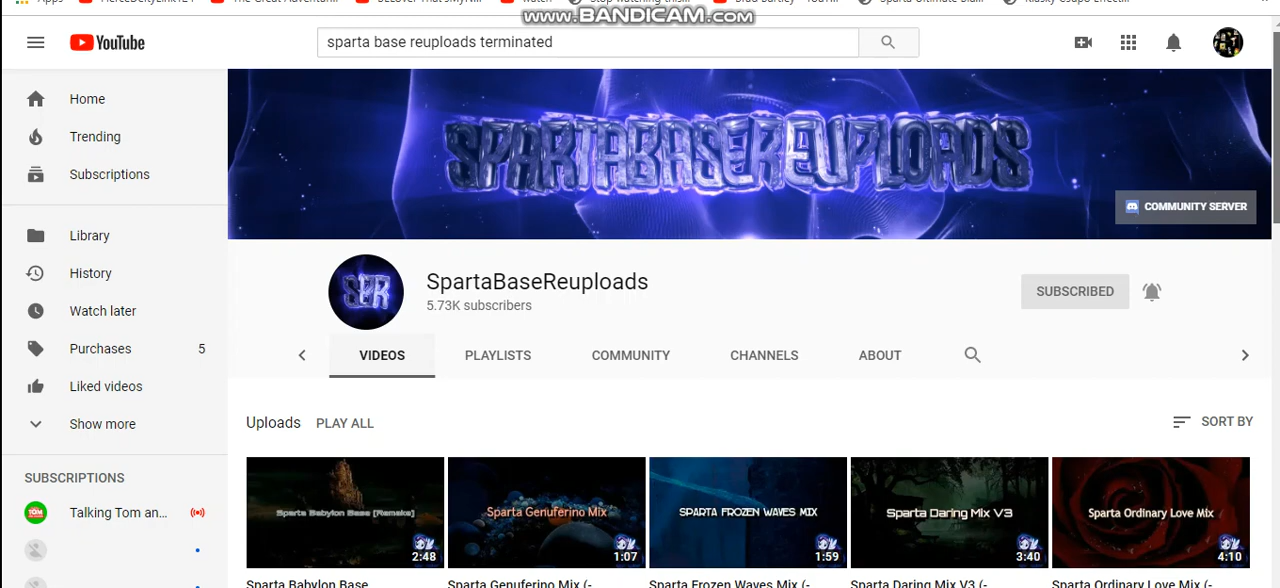 Apps
www.BANDICAM.com
YouTube
sparta base reuploads terminated
Home
Trending
Subscriptions
Library
History
Watch later
Purchases 5
Liked videos
Show more
SUBSCRIPTIONS
Talking Tom an...
SPARTABASEREUPLOADS
COMMUNITY SERVER
SBR
SpartaBaseReuploads
5.73K subscribers
SUBSCRIBED
VIDEOS PLAYLISTS COMMUNITY CHANNELS ABOUT
Uploads PLAY ALL SORT BY
Sparta Babylon Base [Remake] 2:48
Sparta Genuferino Mix 1:07
SPARTA FROZEN WAVES MIX 1:59
Sparta Daring Mix V3 3:40
Sparta Ordinary Love Mix 4:10
Sparta Babylon Base
Sparta Genuferino Mix (-
Sparta Frozen Waves Mix (-
Sparta Daring Mix V3 (-
Sparta Ordinary Love Mix (-